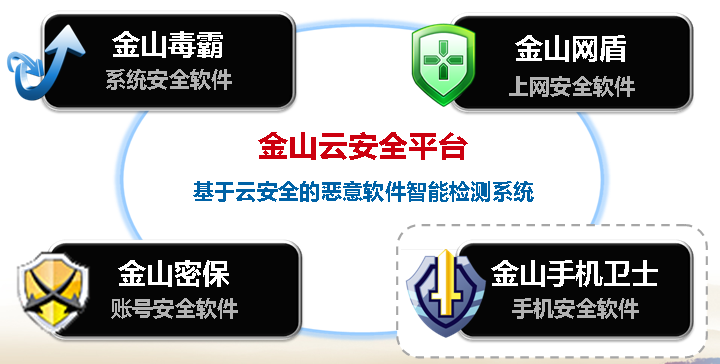 金山毒霸
系统安全软件
金山网盾
上网安全软件
金山云安全平台
基于云安全的恶意软件智能检测系统
金山密保
账号安全软件
金山手机卫士
手机安全软件